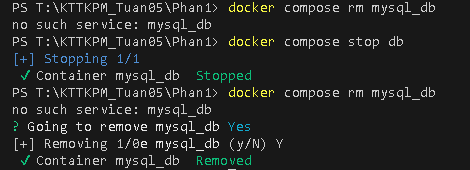 PS T:\KTTKPM_Tuan05\Phan1> docker compose rm mysql_db
no such service: mysql_db
PS T:\KTTKPM_Tuan05\Phan1> docker compose stop db
[+] Stopping 1/1
✓ Container mysql_db Stopped
PS T:\KTTKPM_Tuan05\Phan1> docker compose rm mysql_db
no such service: mysql_db
? Going to remove mysql_db Yes
[+] Removing 1/0e mysql_db (y/N) Y
✓ Container mysql_db Removed